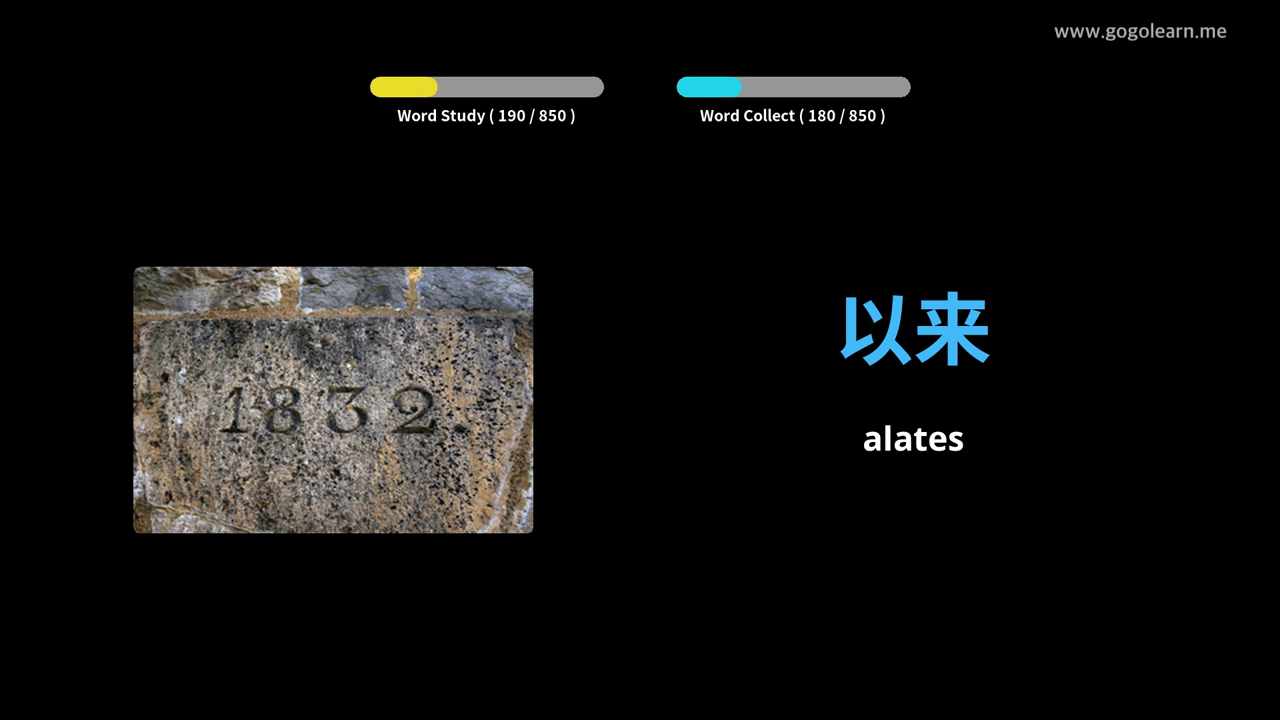 www.gogolearn.me
Word Study ( 190 / 850 )
Word Collect ( 180 / 850 )
1832.
以来
alates